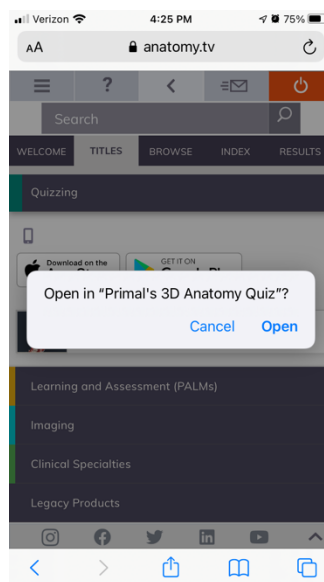 Verizon 4:25 PM 75%
AA anatomy.tv
?
Search
WELCOME TITLES BROWSE INDEX RESULTS
Quizzing
Download on the GET IT ON
Open in “Primal's 3D Anatomy Quiz”?
Cancel Open
Learning and Assessment (PALMs)
Imaging
Clinical Specialties
Legacy Products